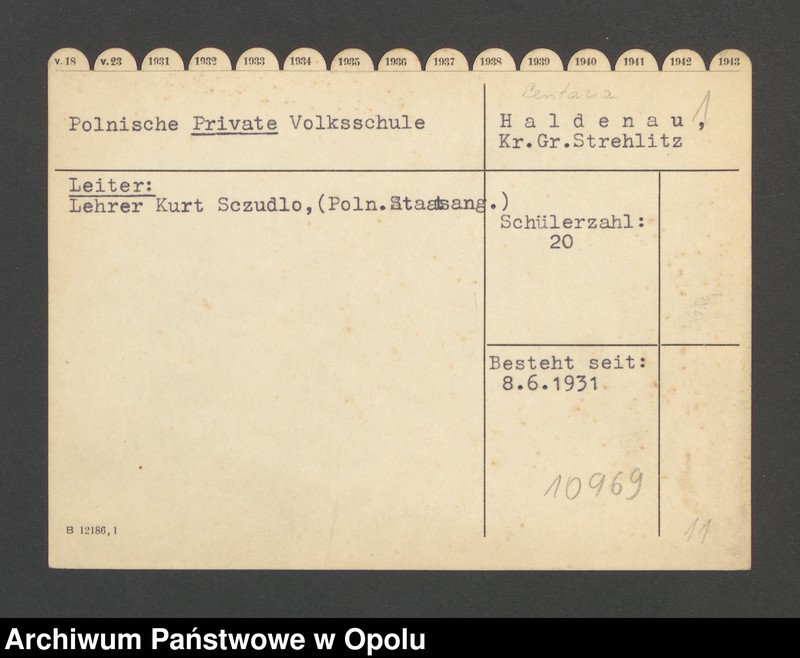 v. 18 v. 23 1931 1932 1933 1934 1935 1936 1937 1938 1939 1940 1941 1942 1943
Centawa
Polnische Private Volksschule
H a l d e n a u ,
1
Kr.Gr.Strehlitz
Leiter:
Lehrer Kurt Sczudlo,(Poln.Staatsang.)
Schülerzahl:
20
Besteht seit:
8.6.1931
10969
B 12186, 1
11
Archiwum Państwowe w Opolu